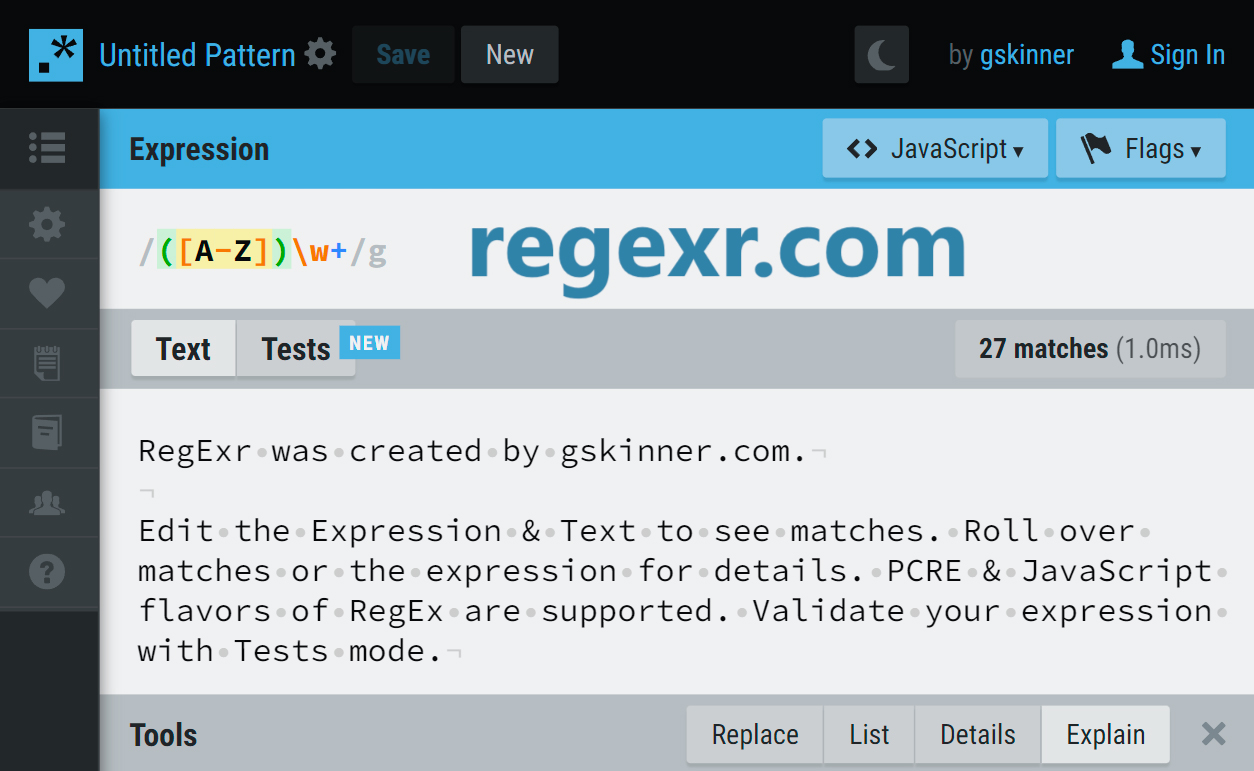 .* Untitled Pattern Save New by gskinner Sign In
Expression <> JavaScript ▾ Flags ▾
/([A-Z])\w+/g regexr.com
Text Tests NEW 27 matches (1.0ms)
RegExr·was·created·by·gskinner.com.¬
¬
Edit·the·Expression·&·Text·to·see·matches.·Roll·over·
matches·or·the·expression·for·details.·PCRE·&·JavaScript·
flavors·of·RegEx·are·supported.·Validate·your·expression·
with·Tests·mode.¬
Tools Replace List Details Explain